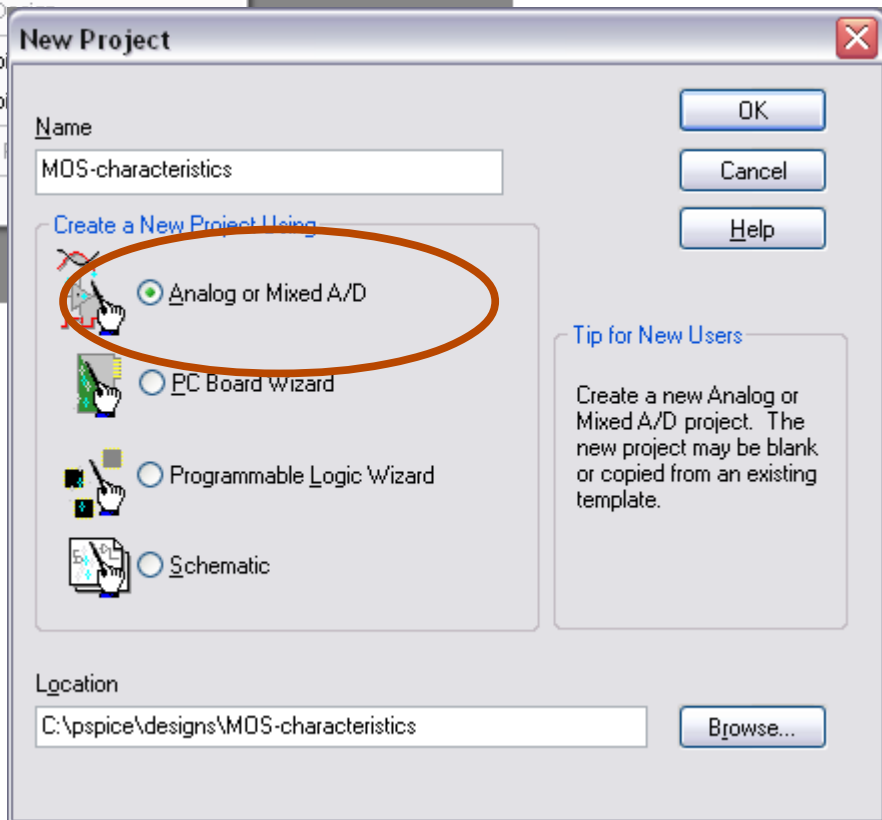 New Project
Name
MOS-characteristics
OK
Cancel
Help
Create a New Project Using
Analog or Mixed A/D
PC Board Wizard
Programmable Logic Wizard
Schematic
Tip for New Users
Create a new Analog or
Mixed A/D project. The
new project may be blank
or copied from an existing
template.
Location
C:\pspice\designs\MOS-characteristics
Browse...